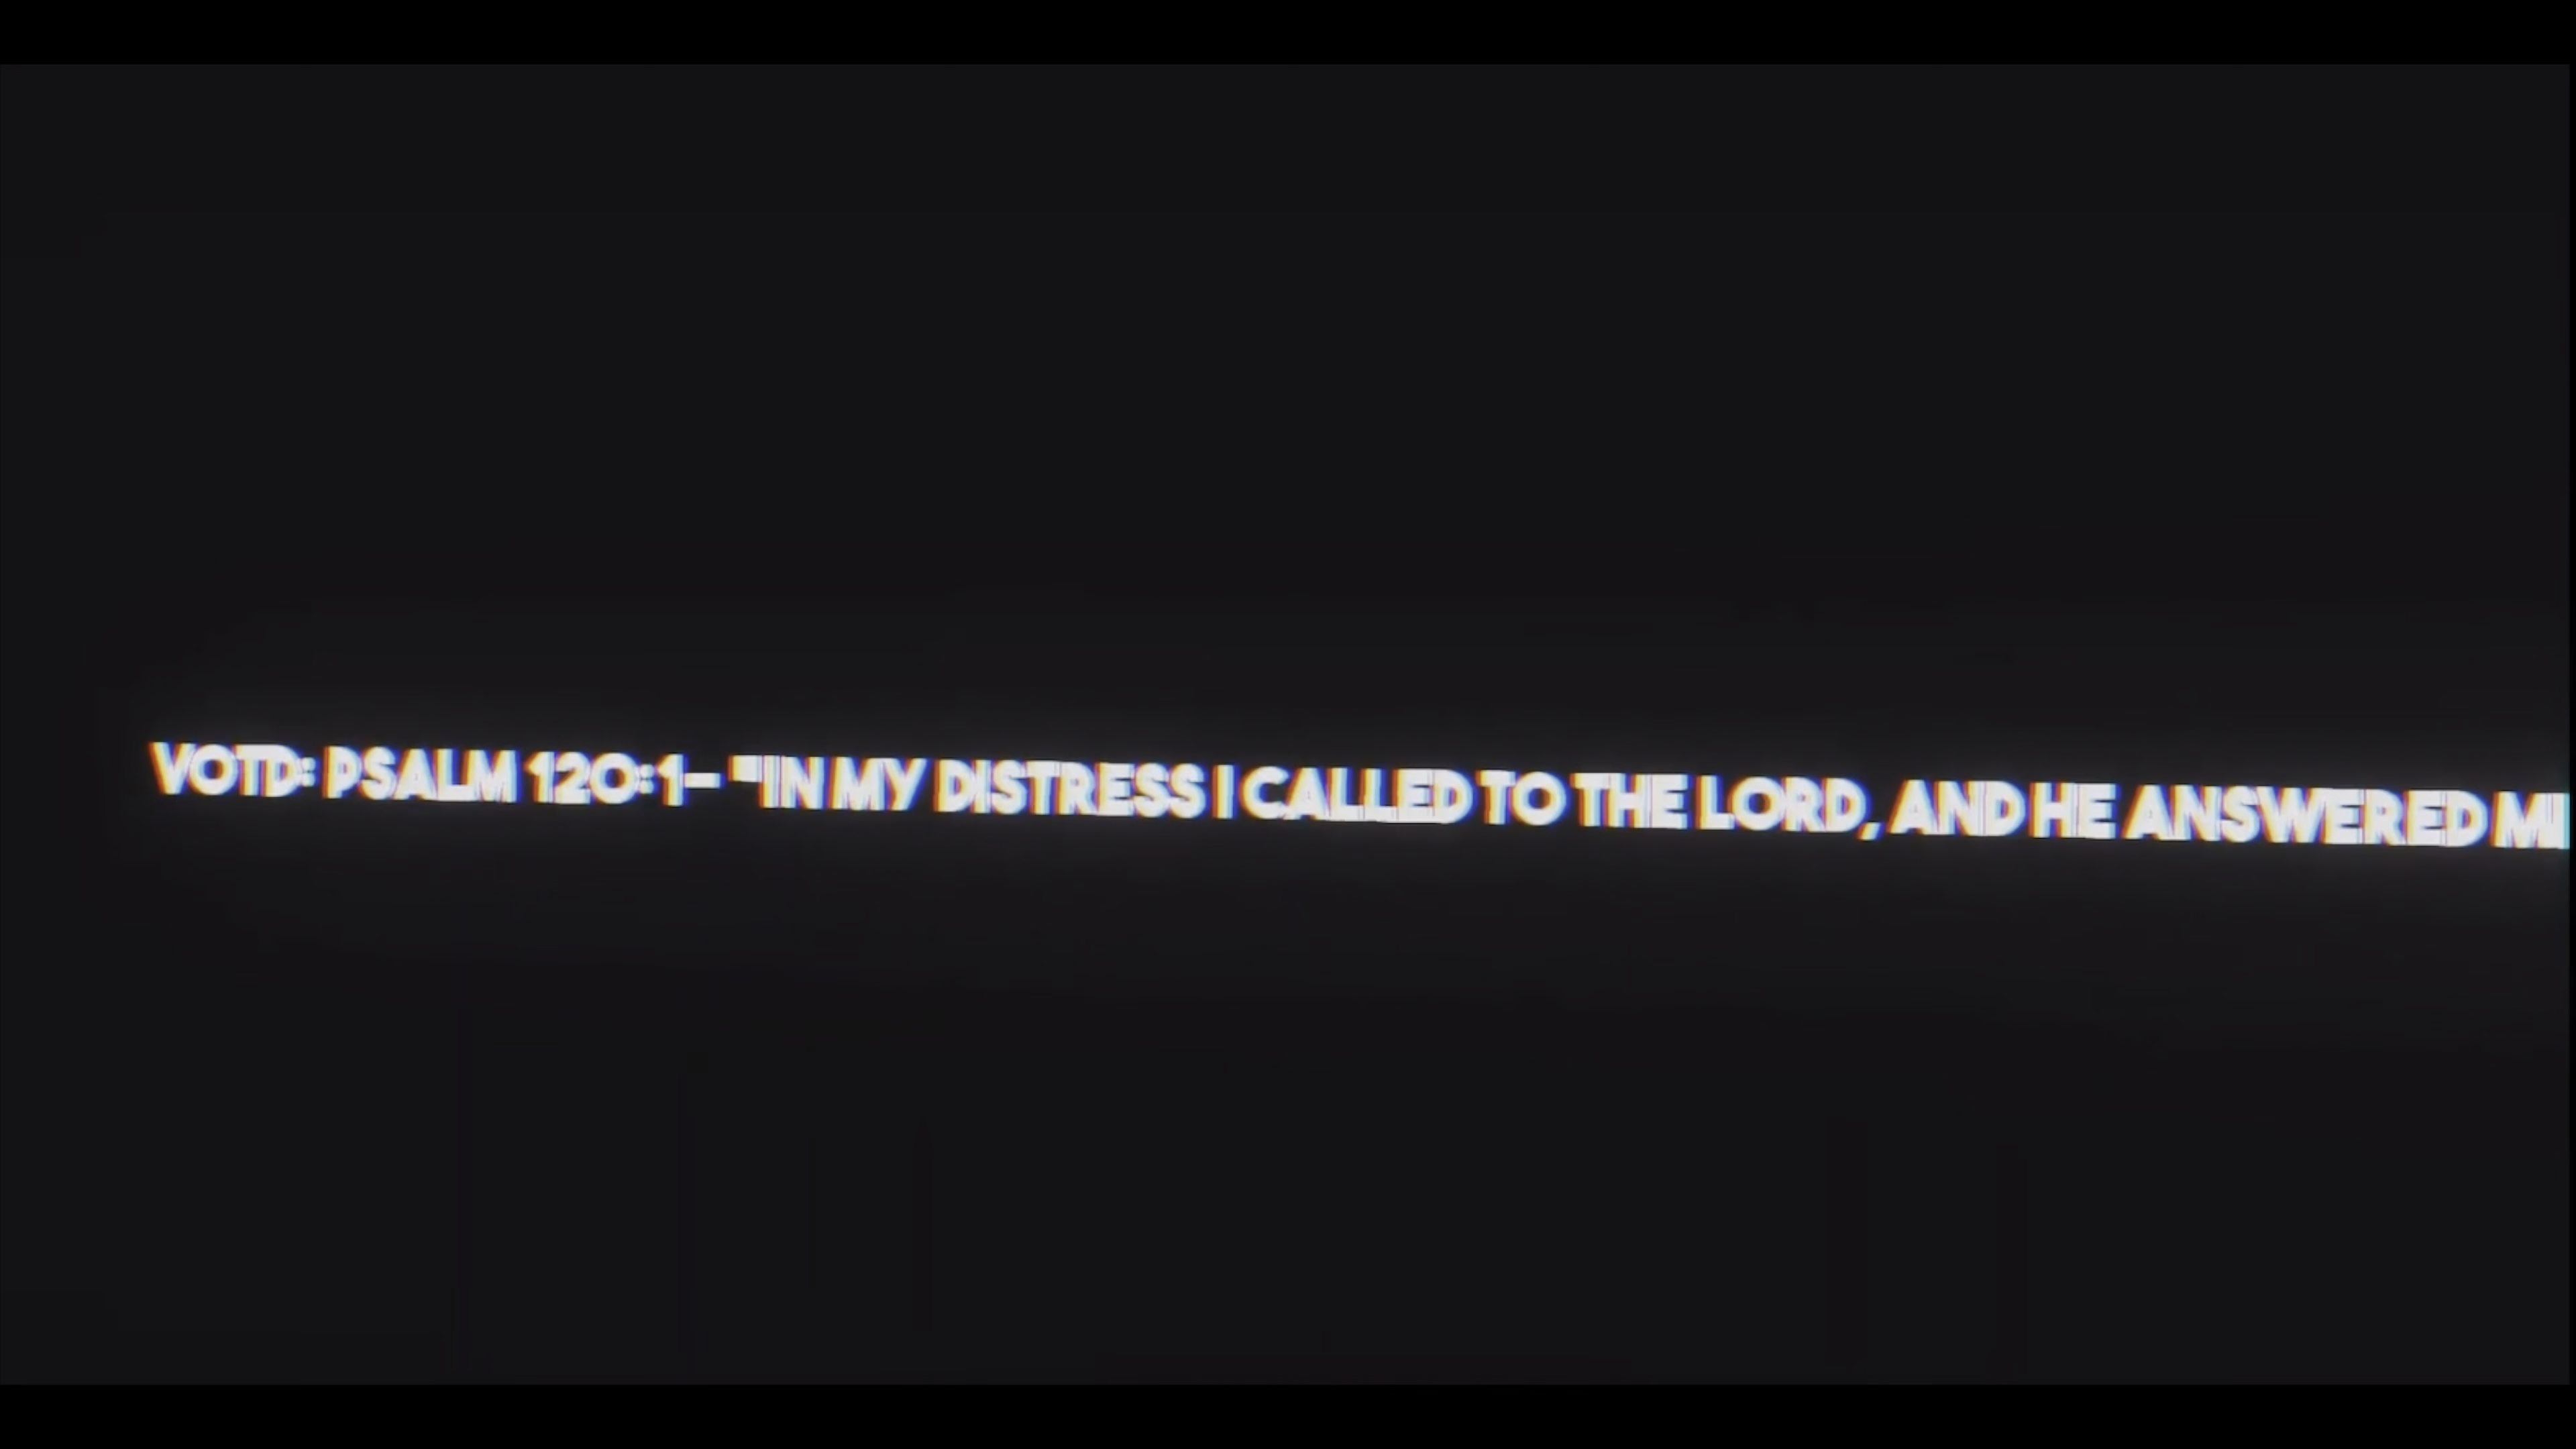 VOTD: PSALM 120:1- "IN MY DISTRESS I CALLED TO THE LORD, AND HE ANSWERED